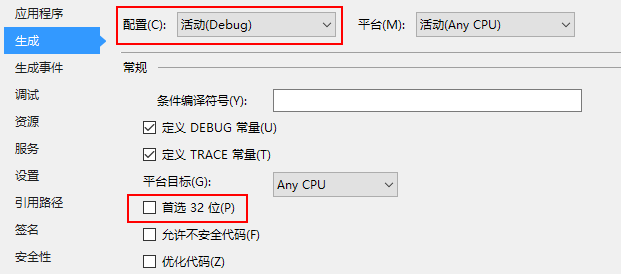 应用程序
生成
生成事件
调试
资源
服务
设置
引用路径
签名
安全性
配置(C): 活动(Debug) 平台(M): 活动(Any CPU)
常规
条件编译符号(Y):
定义 DEBUG 常量(U)
定义 TRACE 常量(T)
平台目标(G): Any CPU
首选 32 位(P)
允许不安全代码(F)
优化代码(Z)